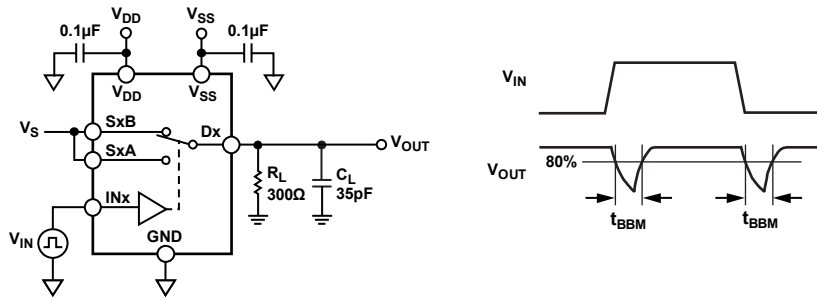 VDD
VSS
0.1µF
0.1µF
VDD
VSS
VS
SxB
Dx
VOUT
SxA
RL
300Ω
CL
35pF
INx
VIN
GND
VIN
VOUT
80%
tBBM
tBBM